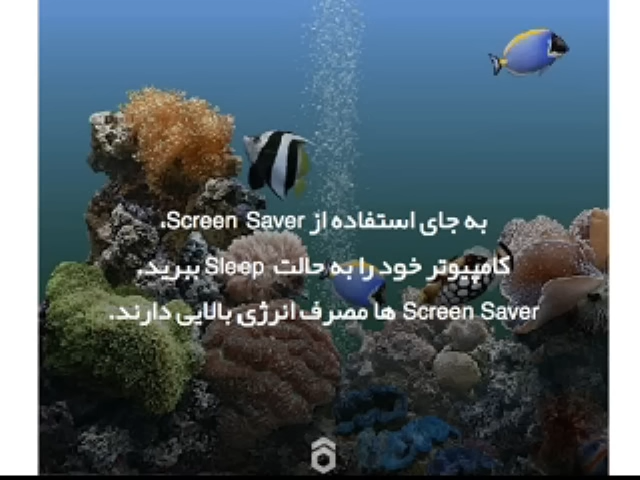 به جای استفاده از Screen Saver،
کامپیوتر خود را به حالت Sleep ببرید.
Screen Saver ها مصرف انرژی بالایی دارند.